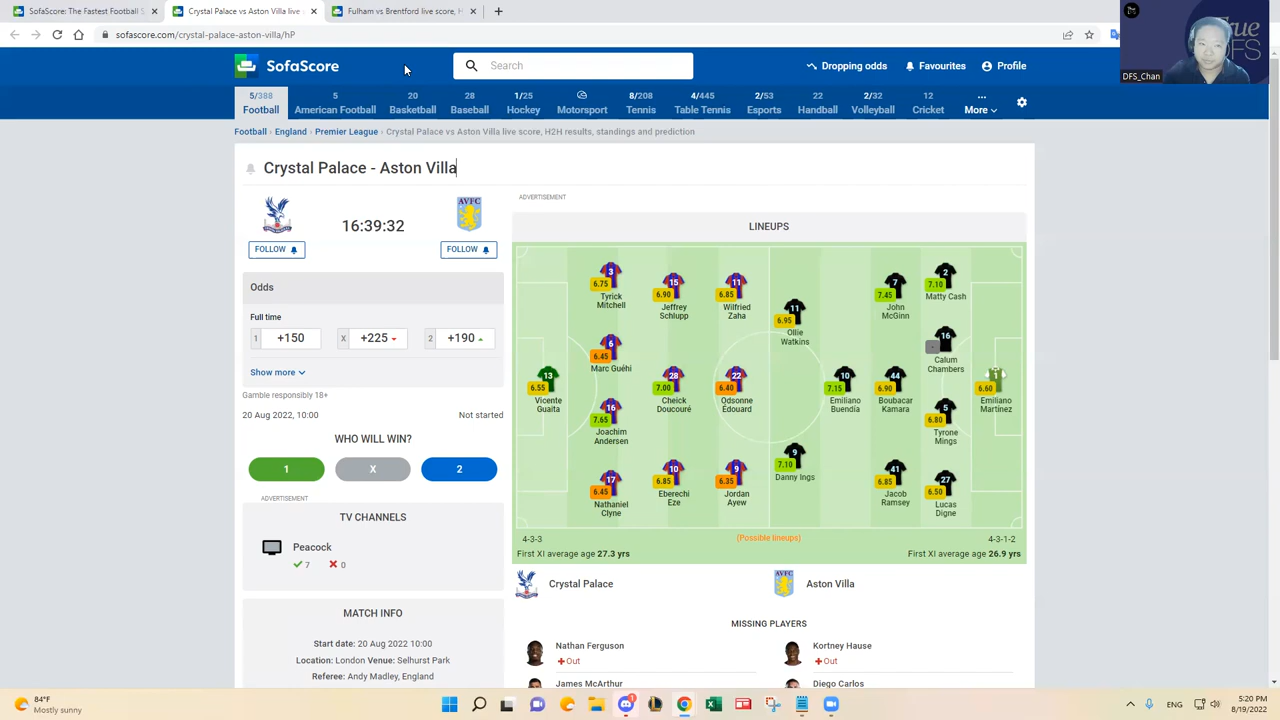 SofaScore: The Fastest Football S
Crystal Palace vs Aston Villa live
Fulham vs Brentford live score, H
sofascore.com/crystal-palace-aston-villa/hP
True
DFS
DFS_Chan
SofaScore
Search
Dropping odds
Favourites
Profile
5/388
Football
5
American Football
20
Basketball
22
Baseball
1/25
Hockey
Motorsport
8/208
Tennis
4/445
Table Tennis
2/53
Esports
22
Handball
2/32
Volleyball
12
Cricket
...
More
Football
England
Premier League
Crystal Palace vs Aston Villa live score, H2H results, standings and prediction
Crystal Palace - Aston Villa
AVFC
16:39:32
FOLLOW
FOLLOW
Odds
Full time
1
+150
X
+225
2
+190
Show more
Gamble responsibly 18+
20 Aug 2022, 10:00
Not started
WHO WILL WIN?
1
X
2
ADVERTISEMENT
TV CHANNELS
Peacock
7
0
MATCH INFO
Start date: 20 Aug 2022 10:00
Location: London Venue: Selhurst Park
Referee: Andy Madley, England
ADVERTISEMENT
LINEUPS
13
6.55
Vicente
Guaita
3
6.75
Tyrick
Mitchell
6
6.45
Marc Guéhi
16
7.65
Joachim
Andersen
17
6.45
Nathaniel
Clyne
15
6.90
Jeffrey
Schlupp
28
7.00
Cheick
Doucouré
10
6.85
Eberechi
Eze
11
6.85
Wilfried
Zaha
22
6.40
Odsonne
Édouard
9
6.35
Jordan
Ayew
11
6.95
Ollie
Watkins
9
7.10
Danny Ings
10
7.15
Emiliano
Buendía
7
7.45
John
McGinn
44
6.90
Boubacar
Kamara
41
6.85
Jacob
Ramsey
2
7.10
Matty Cash
16
-
Calum
Chambers
5
6.80
Tyrone
Mings
27
6.50
Lucas
Digne
1
6.60
Emiliano
Martínez
4-3-3
(Possible lineups)
4-3-1-2
First XI average age 27.3 yrs
First XI average age 26.9 yrs
Crystal Palace
AVFC
Aston Villa
MISSING PLAYERS
Nathan Ferguson
Out
Kortney Hause
Out
James McArthur
Diego Carlos
84°F
Mostly sunny
1
ENG
5:20 PM
8/19/2022